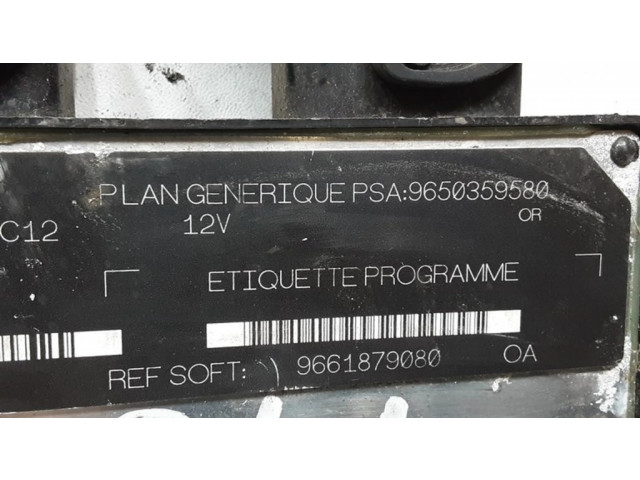 PLAN GENERIQUE PSA:9650359580
C12 12V OR
ETIQUETTE PROGRAMME
REF SOFT: 9661879080 OA